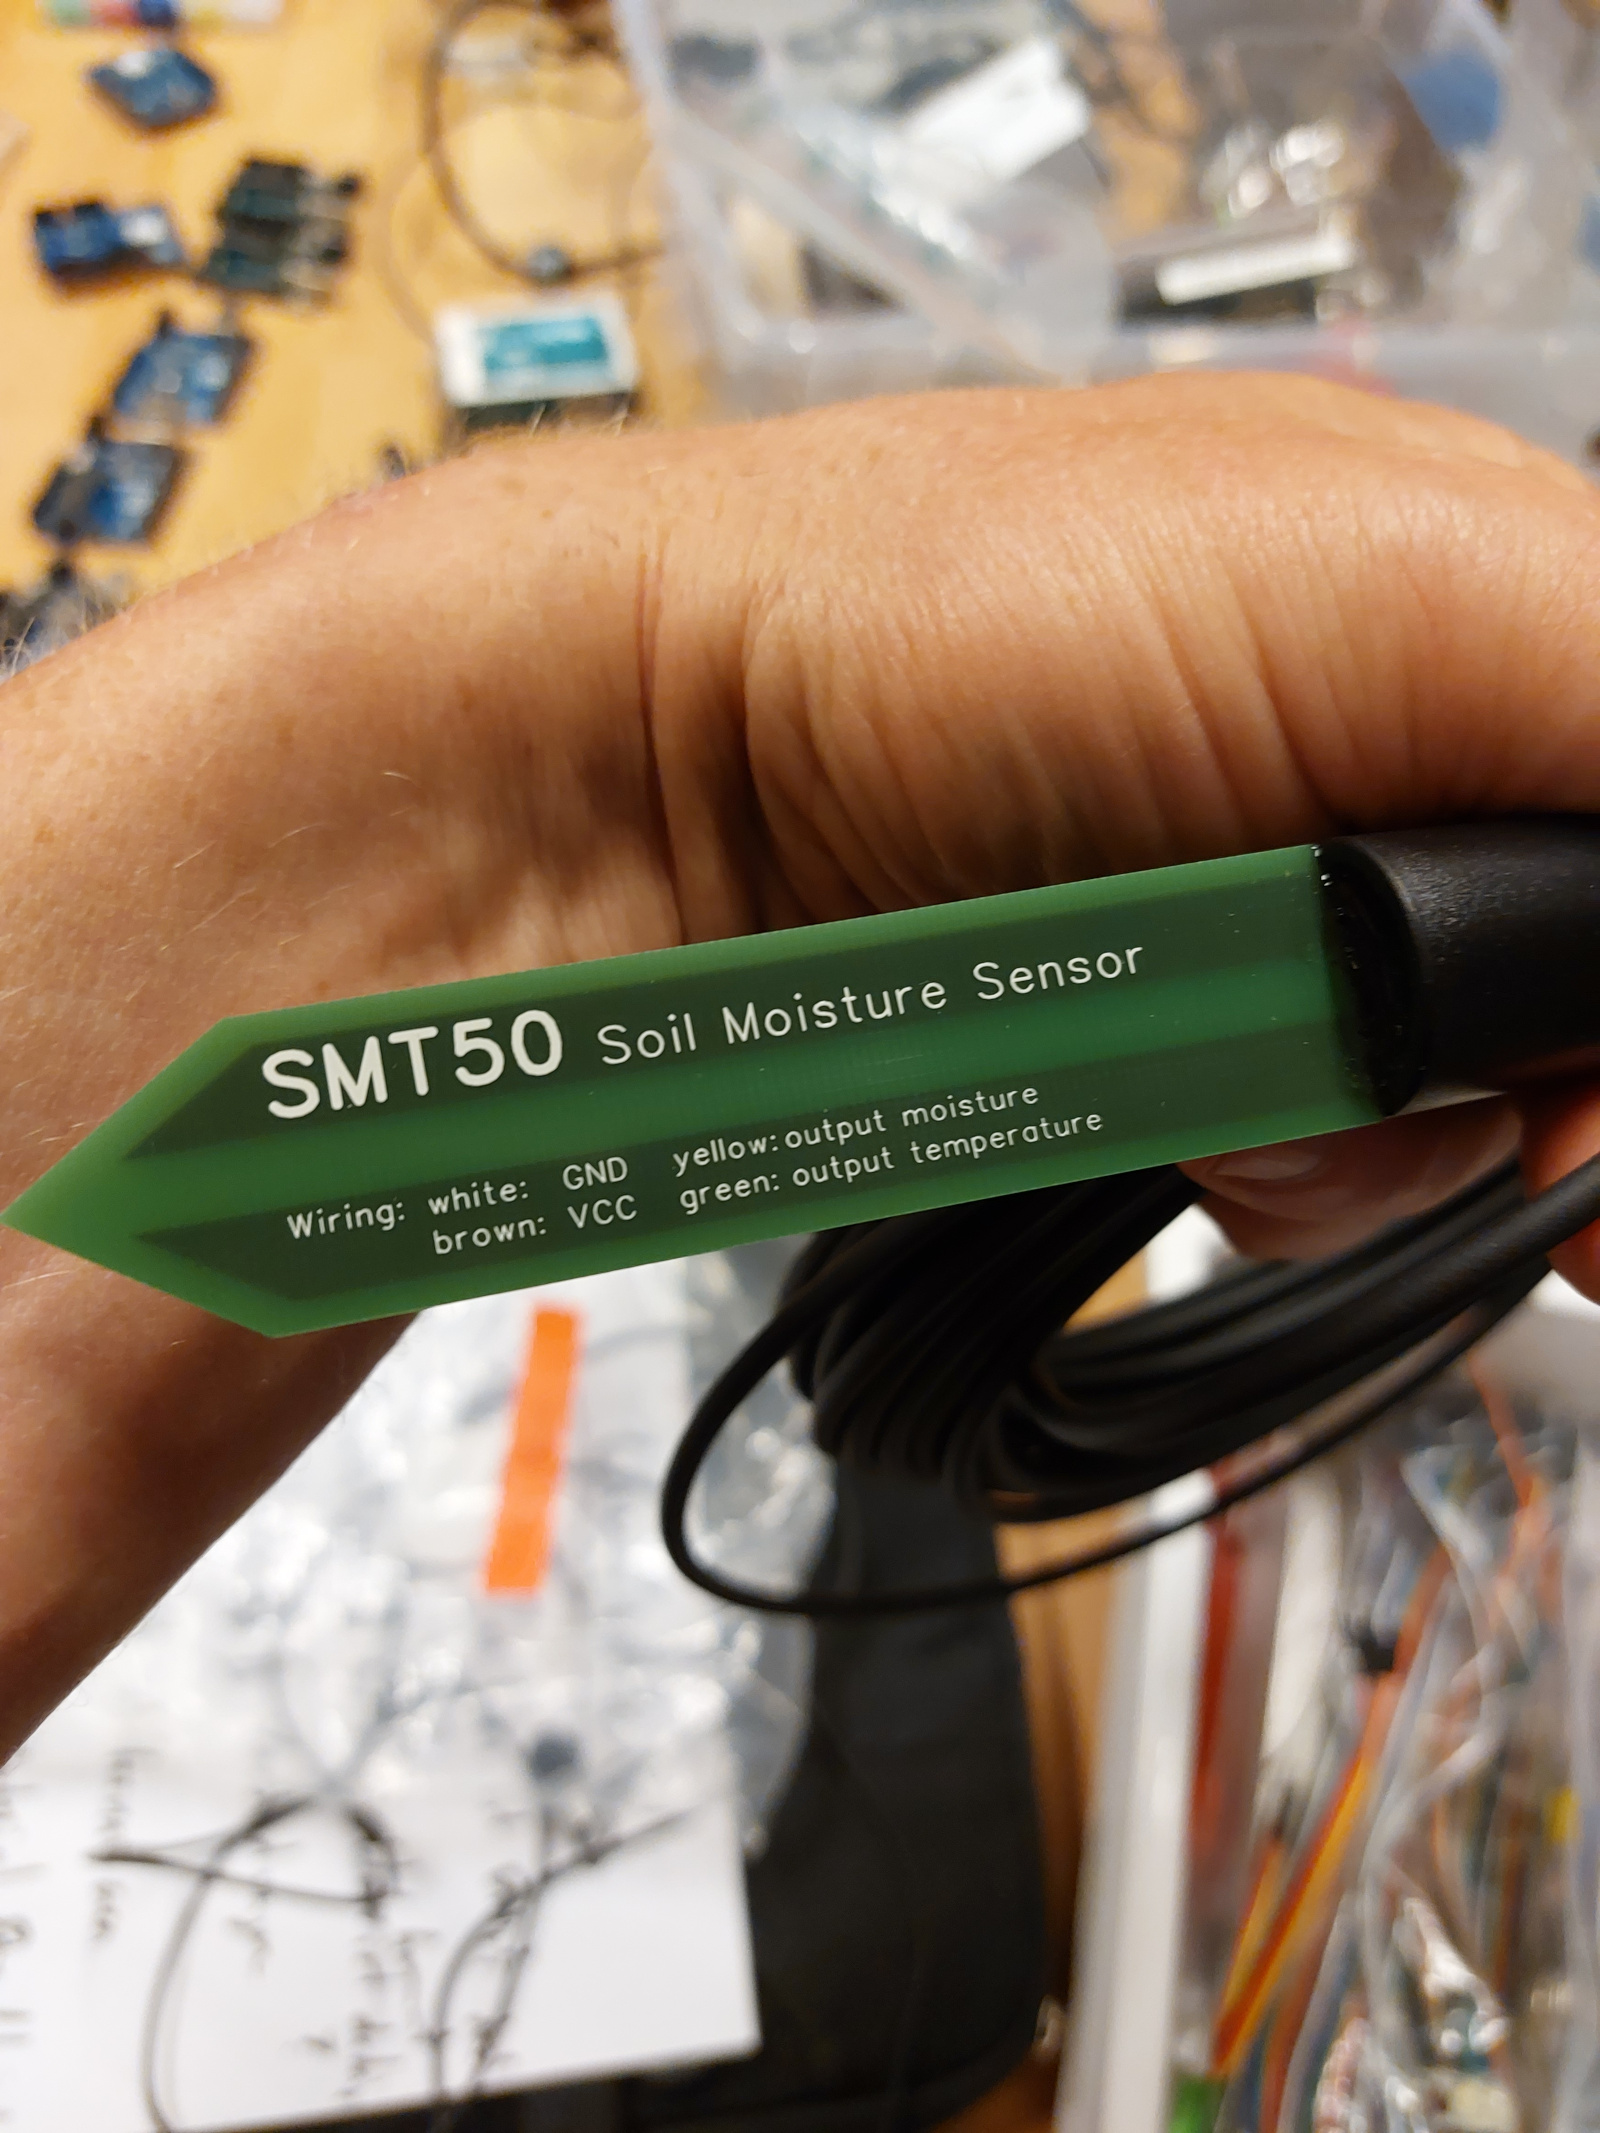 SMT50 Soil Moisture Sensor
Wiring: white: GND yellow: output moisture
brown: VCC green: output temperature